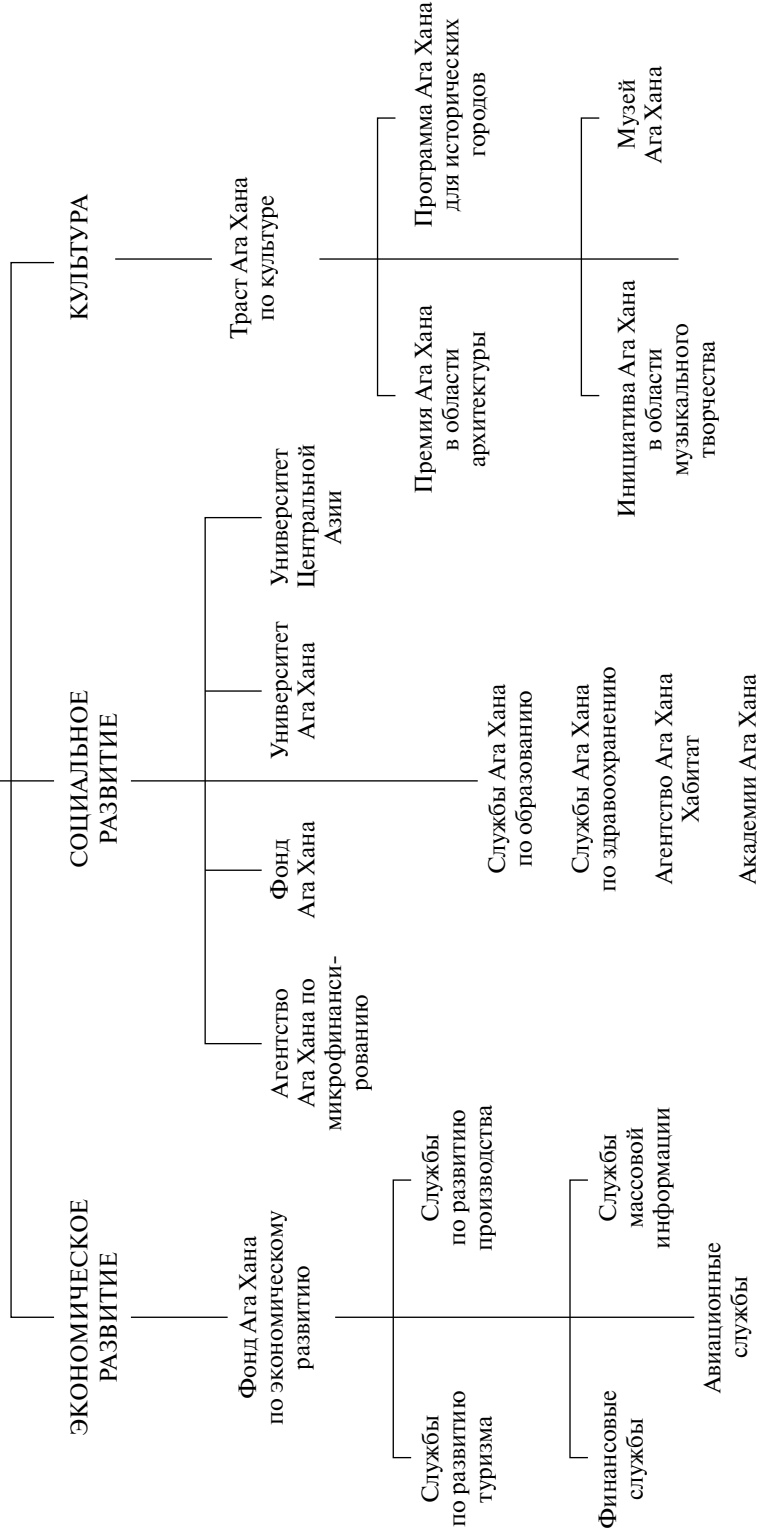 ЭКОНОМИЧЕСКОЕ
РАЗВИТИЕ
Фонд Ага Хана
по экономическому
развитию
Службы
по развитию
туризма
Службы
по развитию
производства
Финансовые
службы
Службы
массовой
информации
Авиационные
службы
СОЦИАЛЬНОЕ
РАЗВИТИЕ
Агентство
Ага Хана по
микрофинанси-
рованию
Фонд
Ага Хана
Университет
Ага Хана
Университет
Центральной
Азии
Службы Ага Хана
по образованию
Службы Ага Хана
по здравоохранению
Агентство Ага Хана
Хабитат
Академии Ага Хана
КУЛЬТУРА
Траст Ага Хана
по культуре
Премия Ага Хана
в области
архитектуры
Программа Ага Хана
для исторических
городов
Инициатива Ага Хана
в области
музыкального
творчества
Музей
Ага Хана